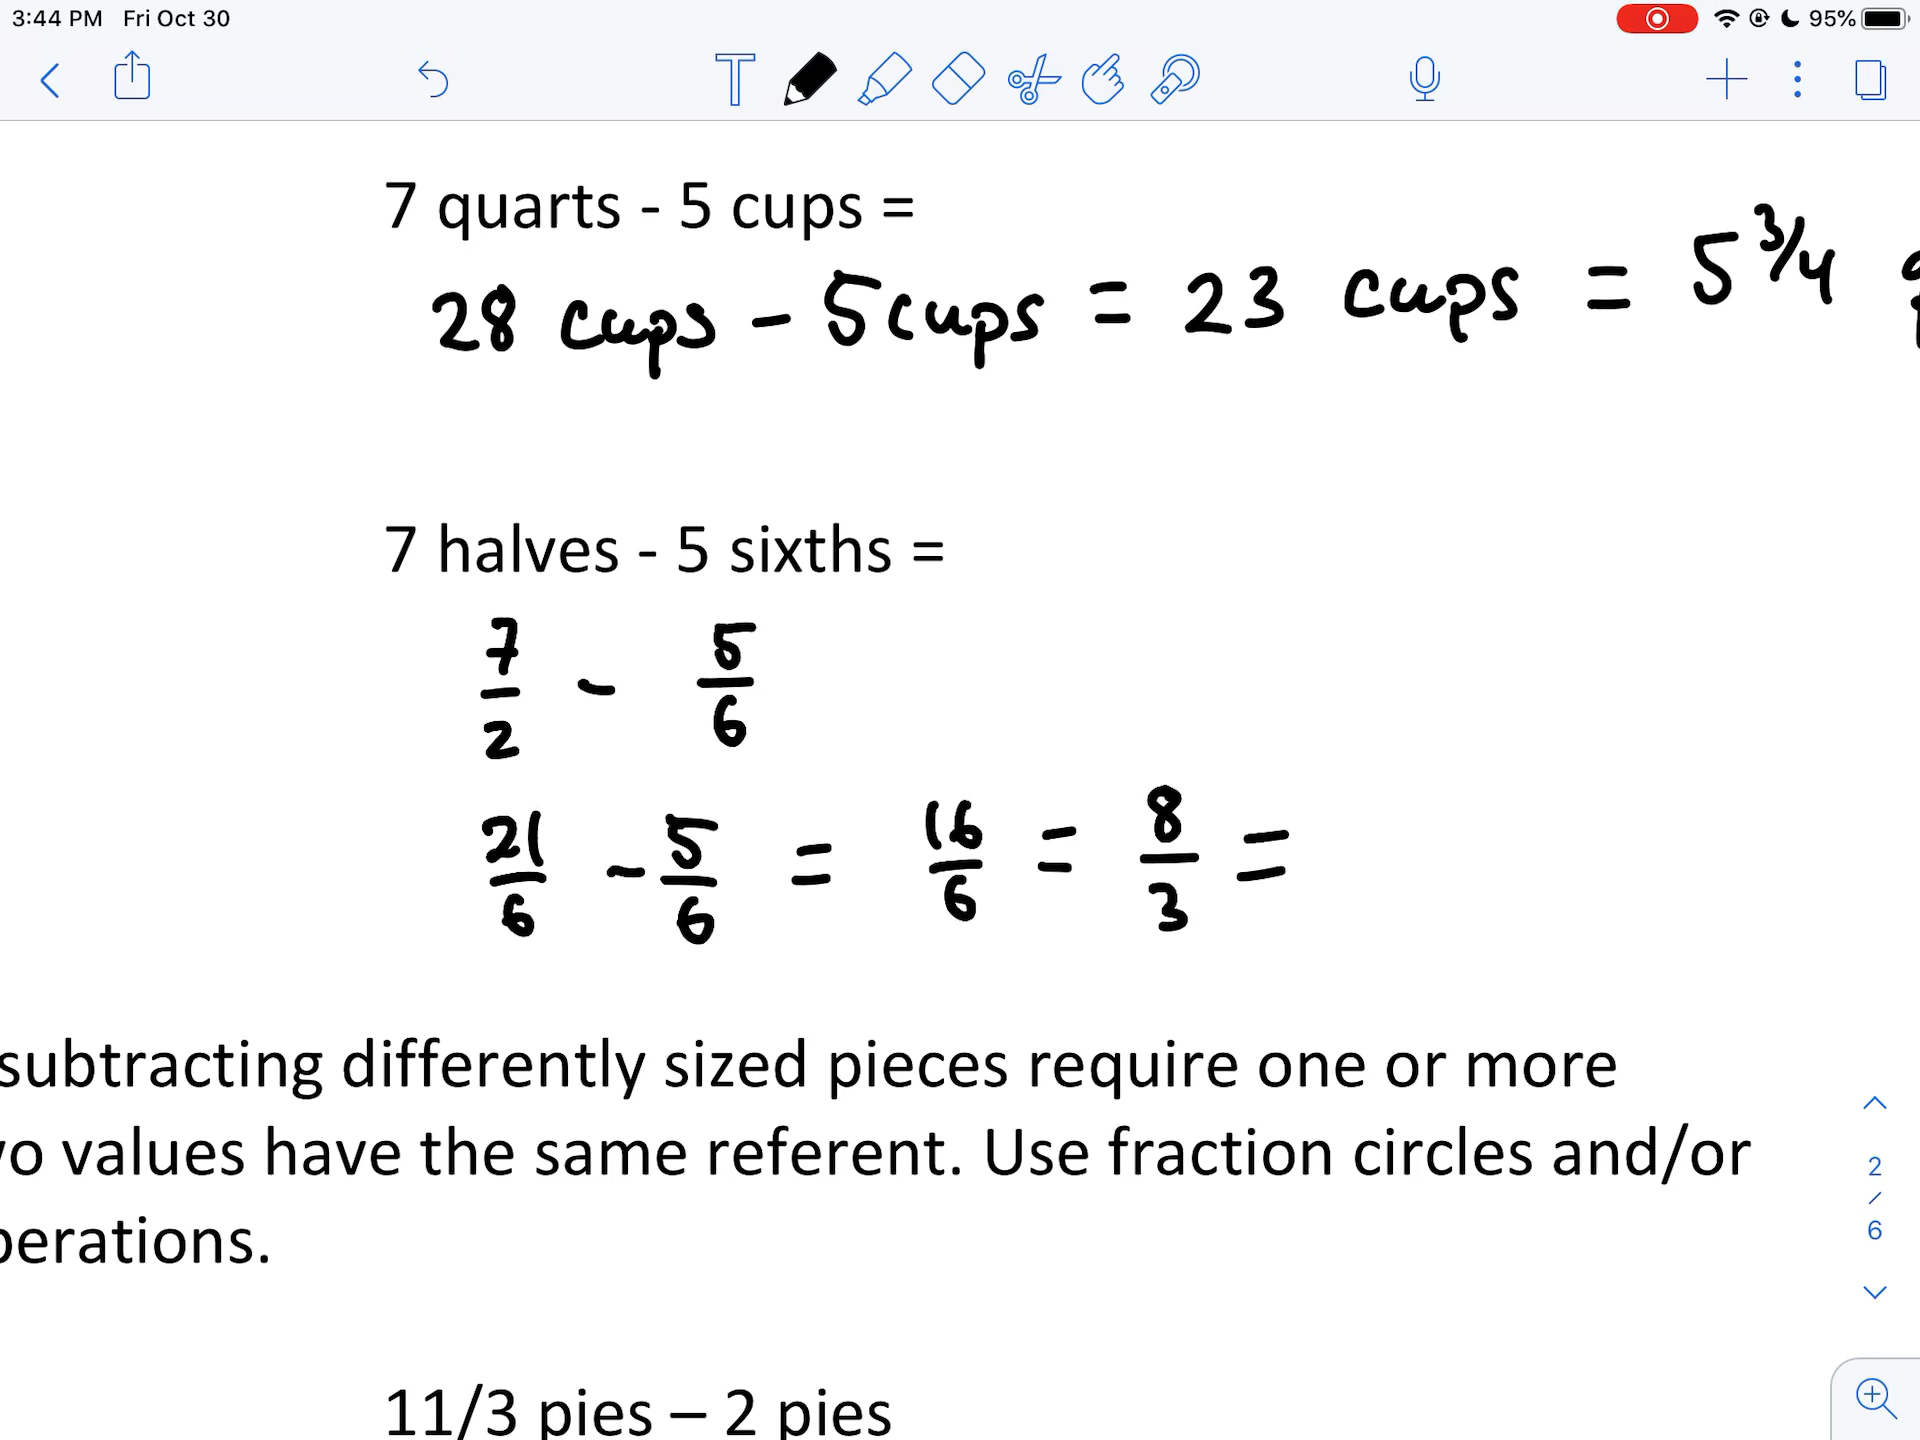 3:44 PM Fri Oct 30 95%
7 quarts - 5 cups =
28 cups - 5 cups = 23 cups = 5 3/4
7 halves - 5 sixths =
7/2 - 5/6
21/6 - 5/6 = 16/6 = 8/3 =
subtracting differently sized pieces require one or more
values have the same referent. Use fraction circles and/or
perations.
2
/
6
11/3 pies – 2 pies